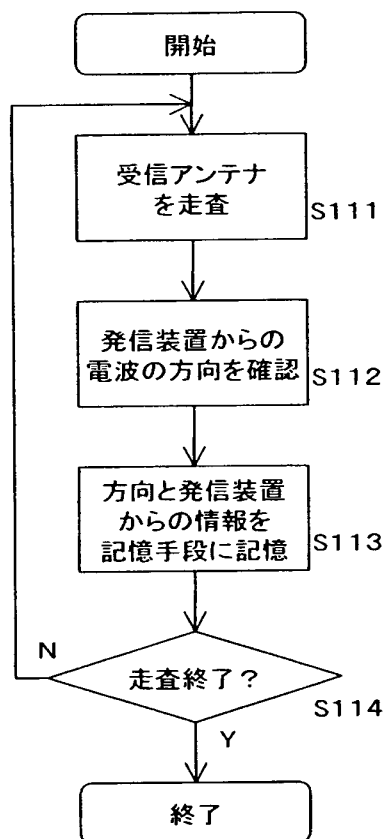 開始
受信アンテナ
を走査
S111
発信装置からの
電波の方向を確認
S112
方向と発信装置
からの情報を
記憶手段に記憶
S113
N
走査終了?
S114
Y
終了